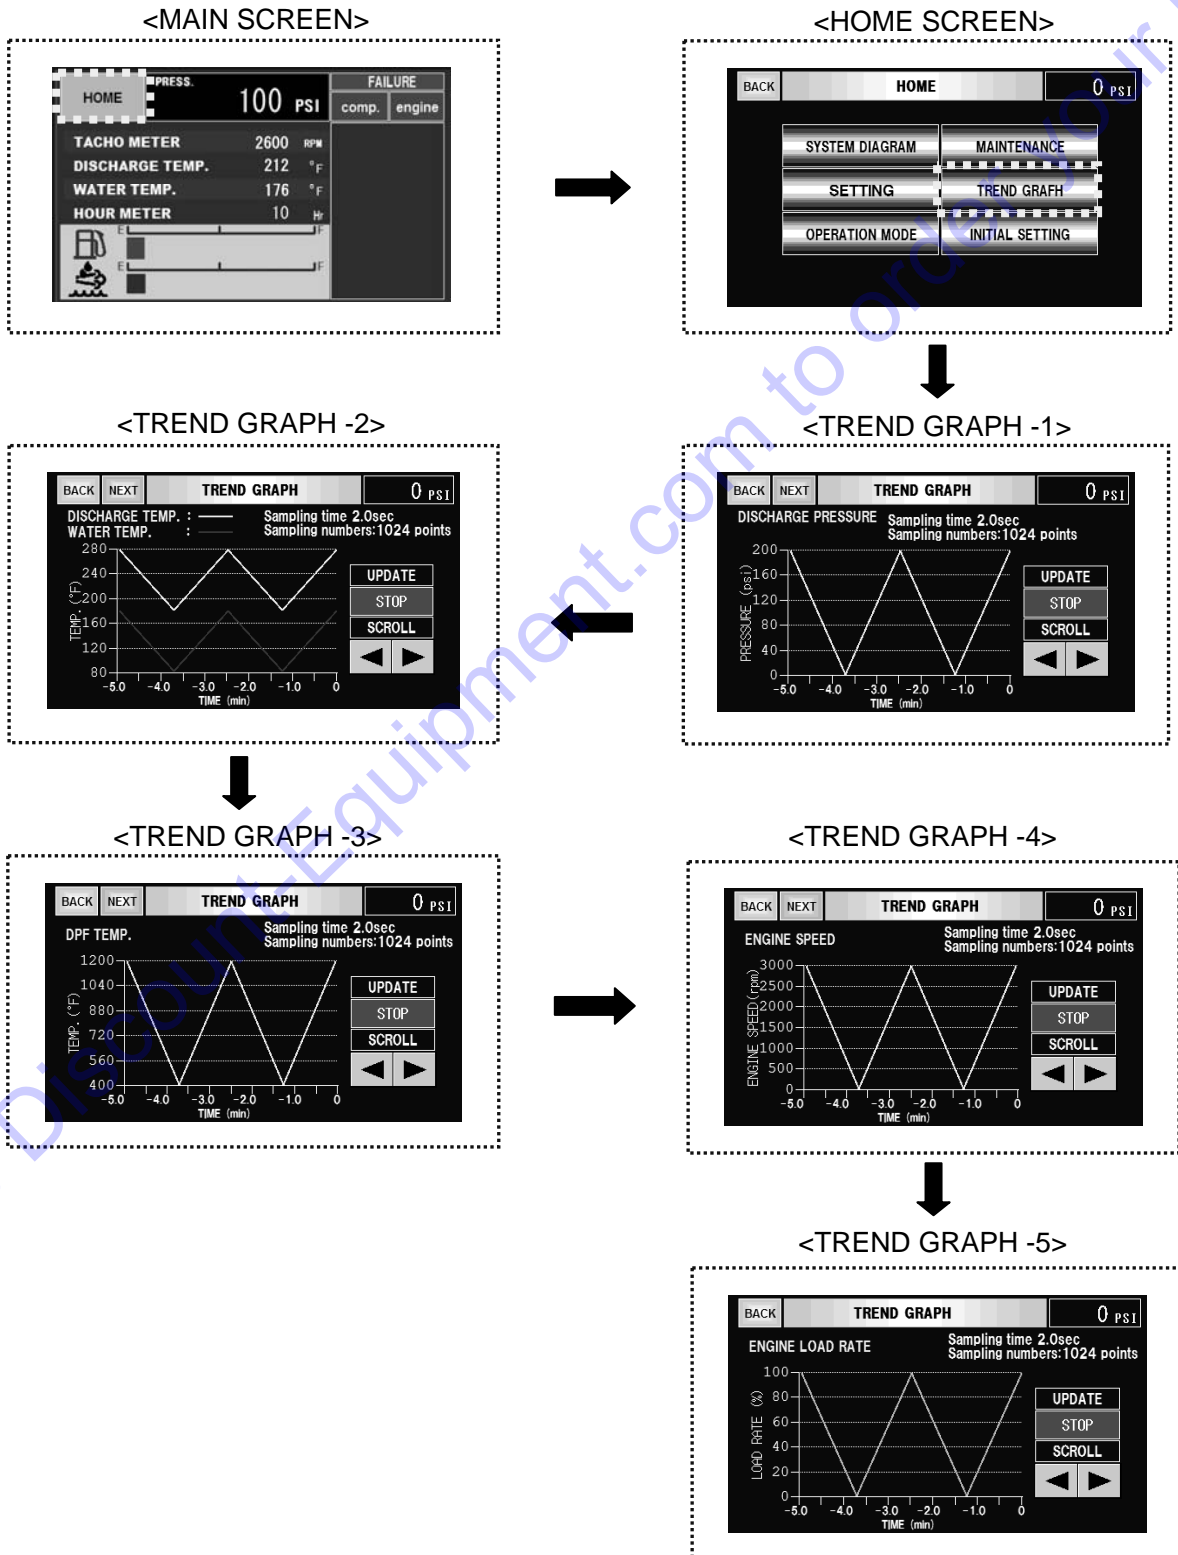 <MAIN SCREEN>
HOME
PRESS.
100 PSI
FAILURE
comp. engine
TACHO METER 2600 RPM
DISCHARGE TEMP. 212 °F
WATER TEMP. 176 °F
HOUR METER 10 Hr
E F
E F
<HOME SCREEN>
BACK HOME 0 PSI
SYSTEM DIAGRAM MAINTENANCE
SETTING TREND GRAFH
OPERATION MODE INITIAL SETTING
<TREND GRAPH -1>
BACK NEXT TREND GRAPH 0 PSI
DISCHARGE PRESSURE Sampling time 2.0sec
Sampling numbers:1024 points
PRESSURE (psi)
200
160
120
80
40
0
-5.0 -4.0 -3.0 -2.0 -1.0 0
TIME (min)
UPDATE
STOP
SCROLL
<TREND GRAPH -2>
BACK NEXT TREND GRAPH 0 PSI
DISCHARGE TEMP. : Sampling time 2.0sec
WATER TEMP. : Sampling numbers:1024 points
TEMP. (°F)
280
240
200
160
120
80
-5.0 -4.0 -3.0 -2.0 -1.0 0
TIME (min)
UPDATE
STOP
SCROLL
<TREND GRAPH -3>
BACK NEXT TREND GRAPH 0 PSI
DPF TEMP. Sampling time 2.0sec
Sampling numbers:1024 points
TEMP. (°F)
1200
1040
880
720
560
400
-5.0 -4.0 -3.0 -2.0 -1.0 0
TIME (min)
UPDATE
STOP
SCROLL
<TREND GRAPH -4>
BACK NEXT TREND GRAPH 0 PSI
ENGINE SPEED Sampling time 2.0sec
Sampling numbers:1024 points
ENGINE SPEED(rpm)
3000
2500
2000
1500
1000
500
0
-5.0 -4.0 -3.0 -2.0 -1.0 0
TIME (min)
UPDATE
STOP
SCROLL
<TREND GRAPH -5>
BACK TREND GRAPH 0 PSI
ENGINE LOAD RATE Sampling time 2.0sec
Sampling numbers:1024 points
LOAD RATE (%)
100
80
60
40
20
0
-5.0 -4.0 -3.0 -2.0 -1.0 0
TIME (min)
UPDATE
STOP
SCROLL
Discount-Equipment.com to order your